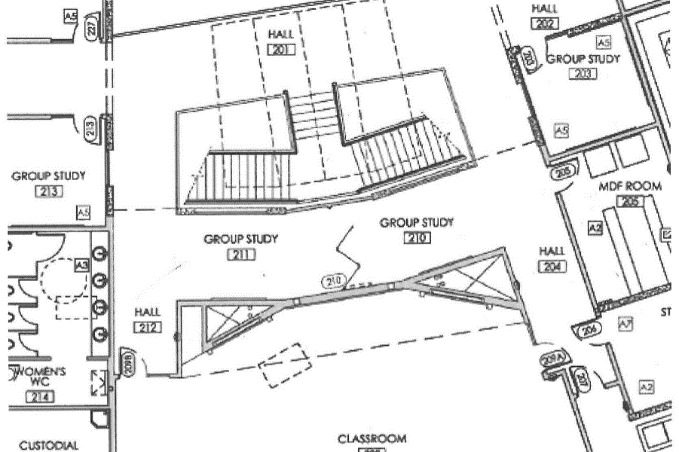 A5
227
HALL
201
HALL
202
A5
203
GROUP STUDY
203
213
A5
GROUP STUDY
213
A5
205
MDF ROOM
205
A2
GROUP STUDY
211
GROUP STUDY
210
HALL
204
A3
210
HALL
212
206
A7
209B
209A
207
A2
WOMEN'S
WC
214
CUSTODIAL
CLASSROOM